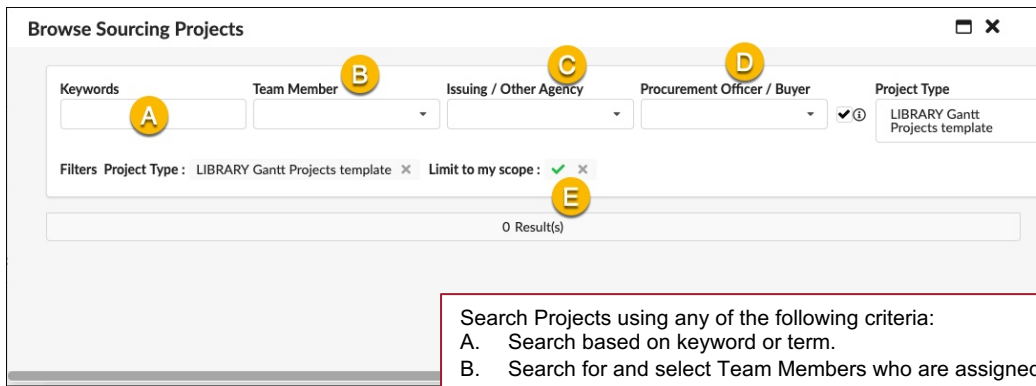 Browse Sourcing Projects
Keywords Team Member Issuing / Other Agency Procurement Officer / Buyer Project Type
A B C D
LIBRARY Gantt
Projects template
Filters Project Type : LIBRARY Gantt Projects template × Limit to my scope : ✓ ×
E
0 Result(s)
Search Projects using any of the following criteria:
A. Search based on keyword or term.
B. Search for and select Team Members who are assigned